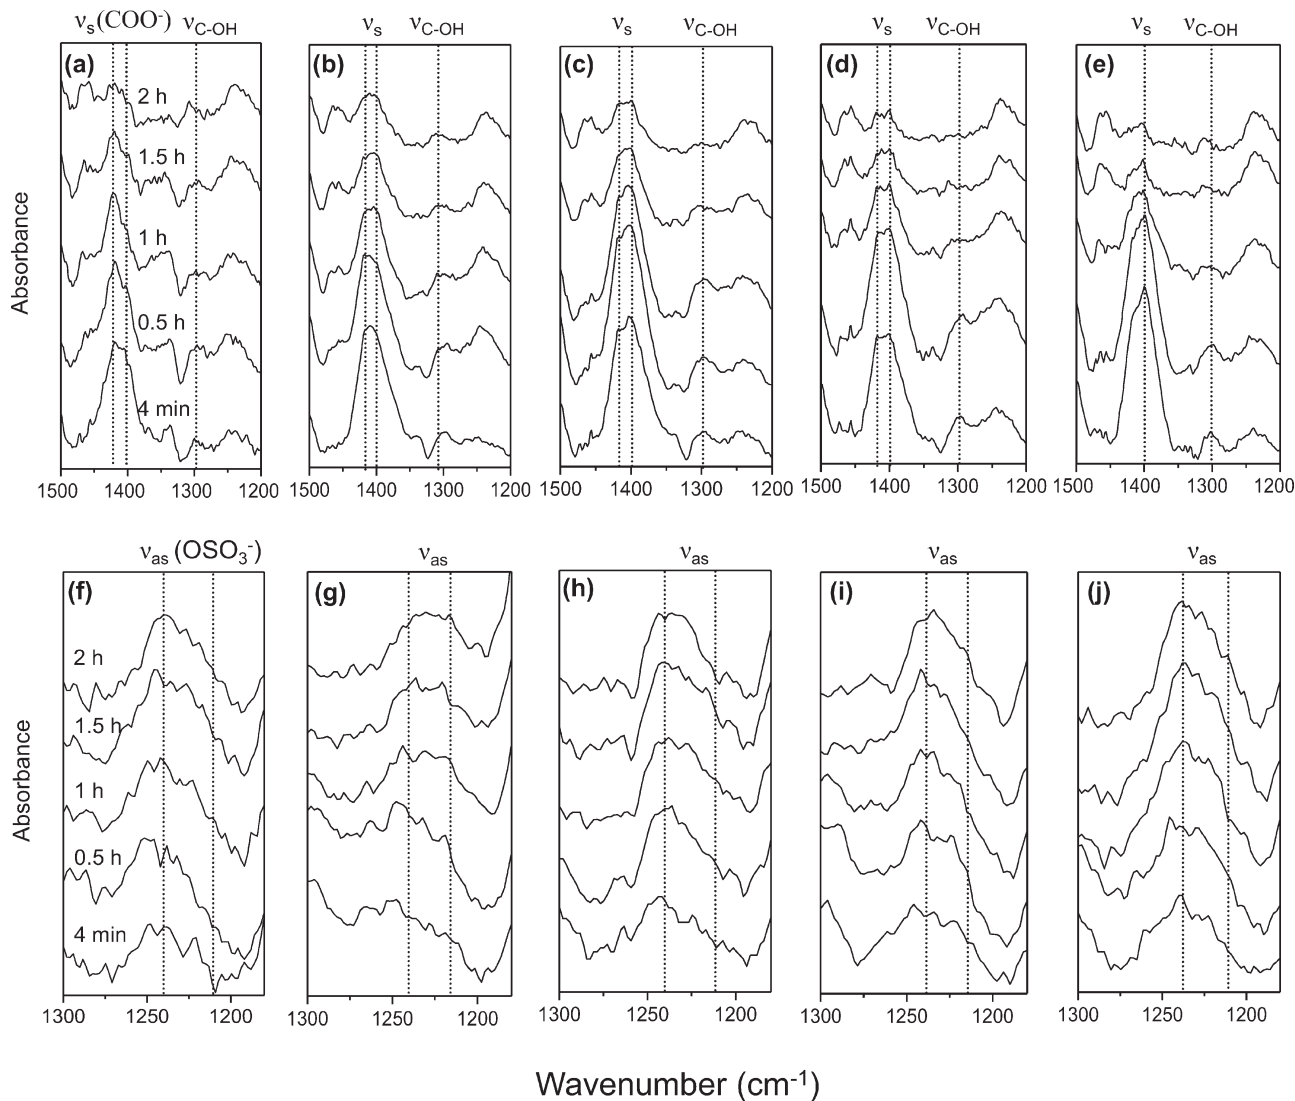 νs(COO-) νC-OH νs νC-OH νs νC-OH νs νC-OH νs νC-OH
(a) (b) (c) (d) (e)
2 h
1.5 h
1 h
0.5 h
4 min
Absorbance
1500 1400 1300 1200 1500 1400 1300 1200 1500 1400 1300 1200 1500 1400 1300 1200 1500 1400 1300 1200
νas (OSO3-) νas νas νas νas
(f) (g) (h) (i) (j)
2 h
1.5 h
1 h
0.5 h
4 min
Absorbance
1300 1250 1200 1300 1250 1200 1300 1250 1200 1300 1250 1200 1300 1250 1200
Wavenumber (cm-1)